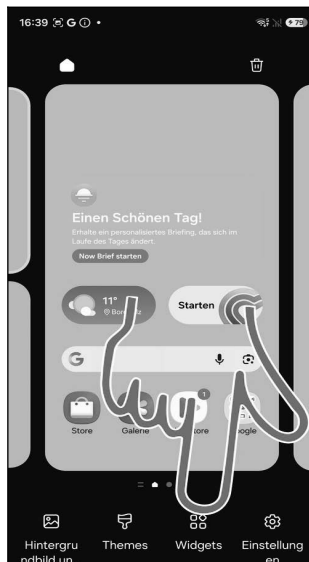 16:39 G
79
Einen Schönen Tag!
Erhalte ein personalisiertes Briefing, das sich im
Laufe des Tages ändert.
Now Brief starten
11°
Starten
G
1
Store
Galerie
Hintergru
ndbild un
Themes
Widgets
Einstellung
en